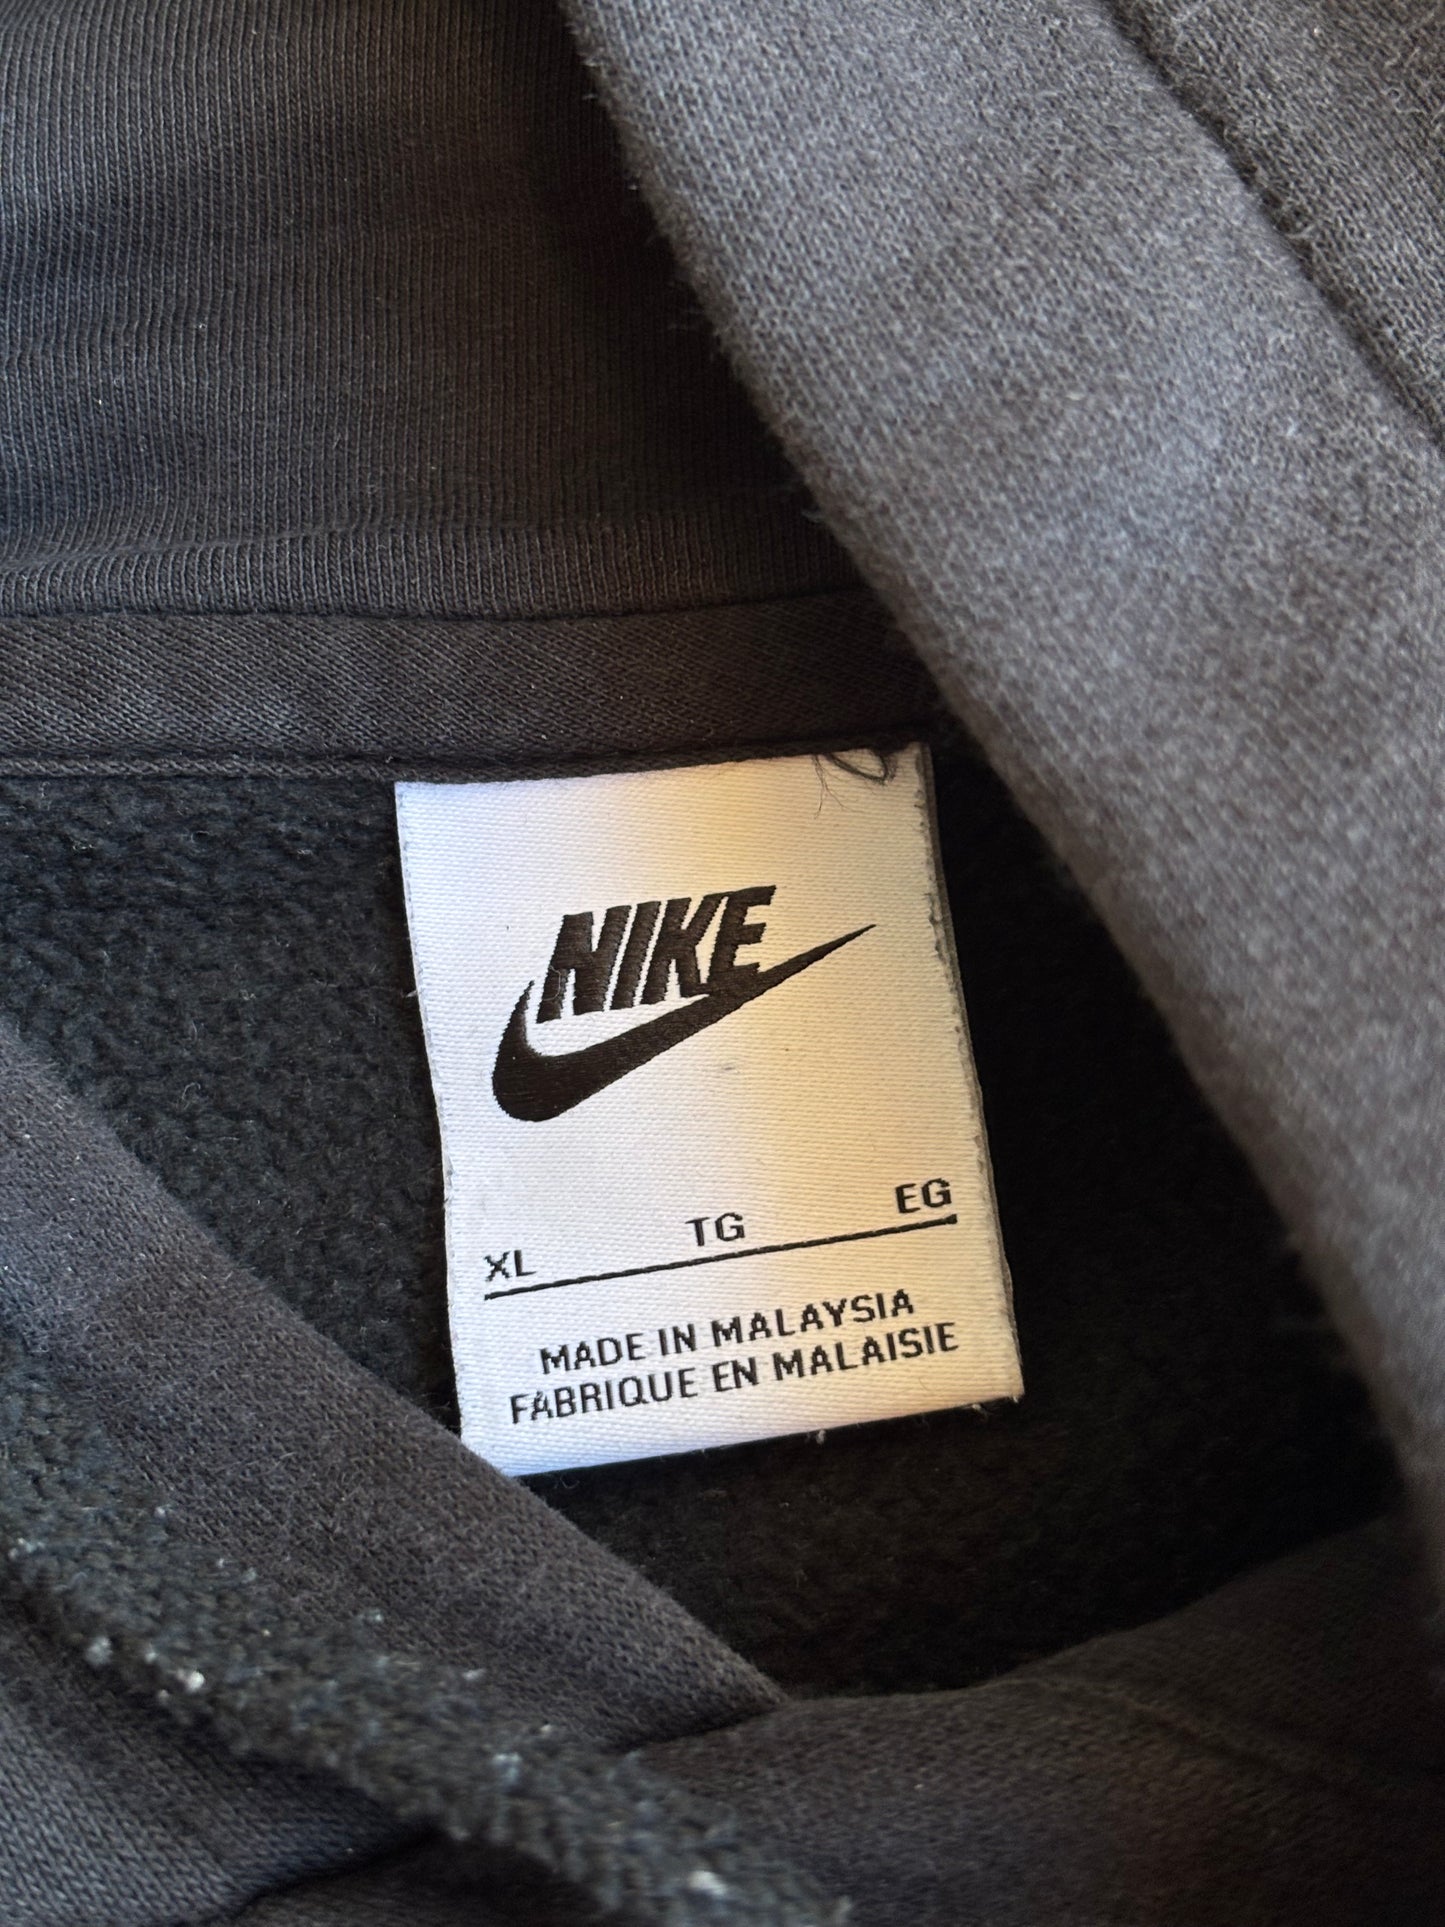 NIKE
XL TG EG
MADE IN MALAYSIA
FABRIQUE EN MALAISIE